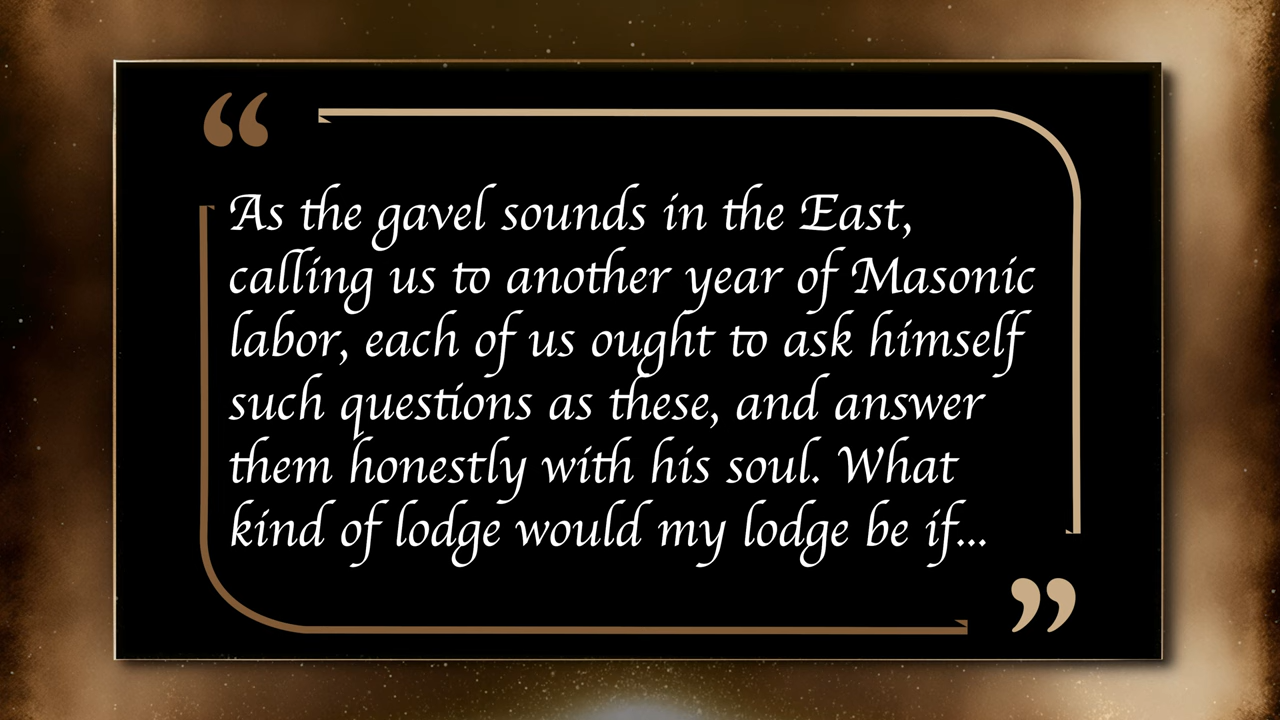 “
As the gavel sounds in the East,
calling us to another year of Masonic
labor, each of us ought to ask himself
such questions as these, and answer
them honestly with his soul. What
kind of lodge would my lodge be if...
”